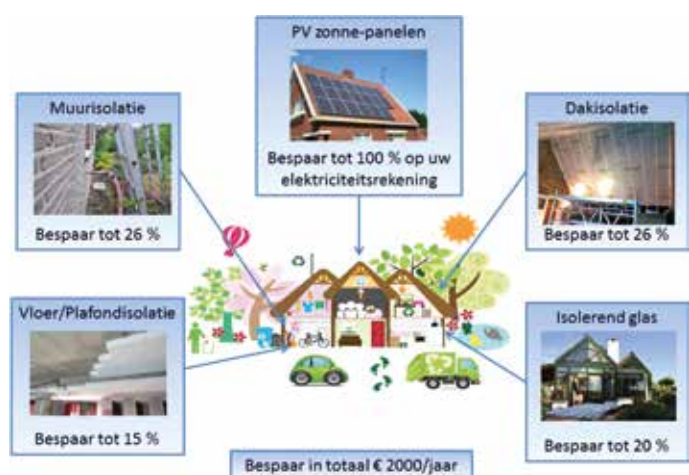 PV zonne-panelen
Bespaar tot 100 % op uw
elektriciteitsrekening
Muurisolatie
Bespaar tot 26 %
Dakisolatie
Bespaar tot 26 %
Vloer/Plafondisolatie
Bespaar tot 15 %
Isolerend glas
Bespaar tot 20 %
Bespaar in totaal € 2000/jaar